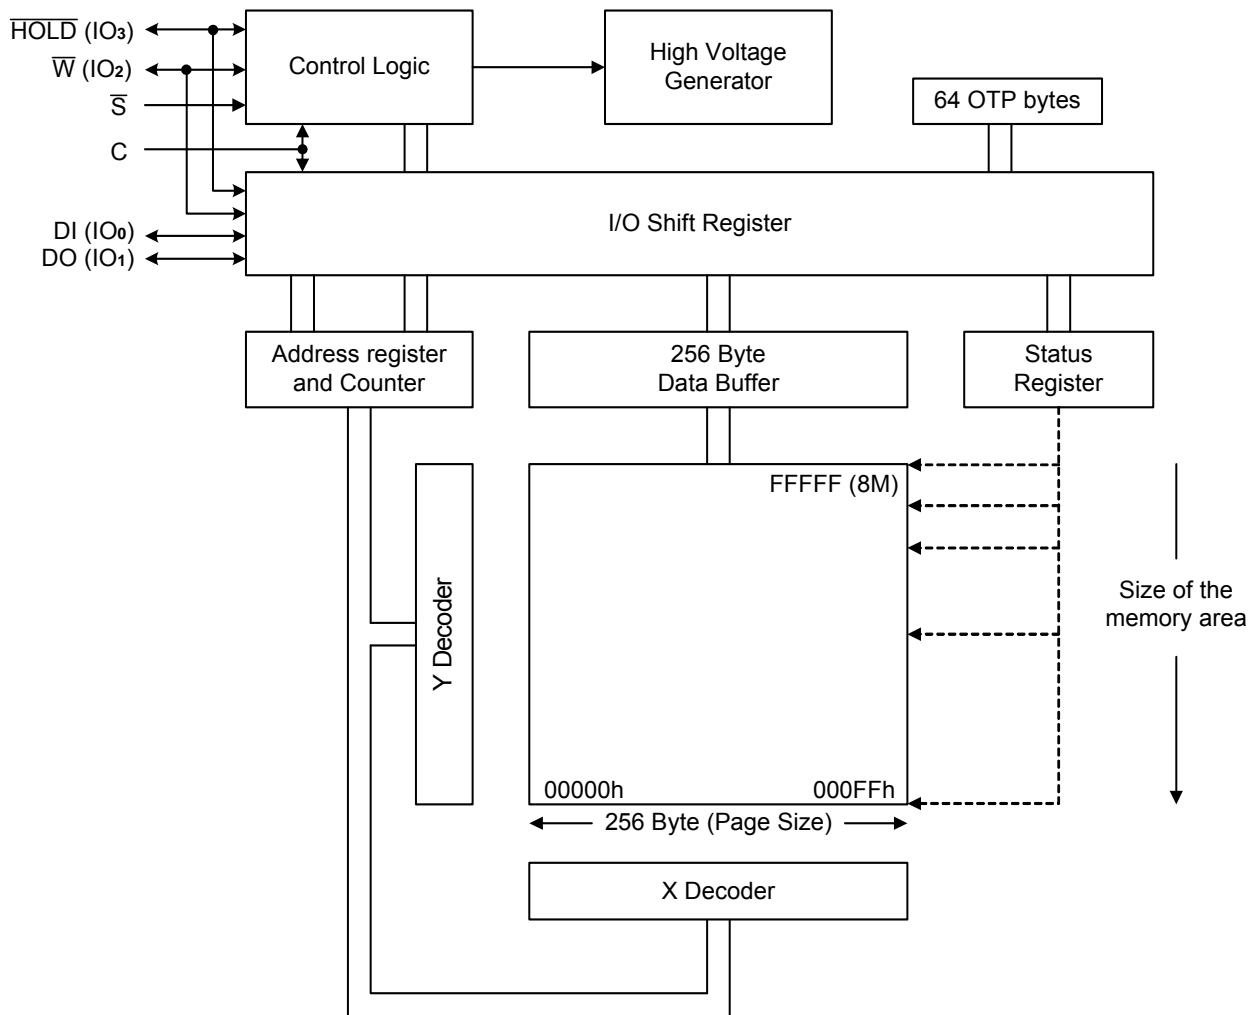 HOLD (IO3)
W (IO2)
S
C
DI (IO0)
DO (IO1)
Control Logic
High Voltage
Generator
64 OTP bytes
I/O Shift Register
Address register
and Counter
256 Byte
Data Buffer
Status
Register
Y Decoder
FFFFF (8M)
Size of the
memory area
00000h
000FFh
256 Byte (Page Size)
X Decoder